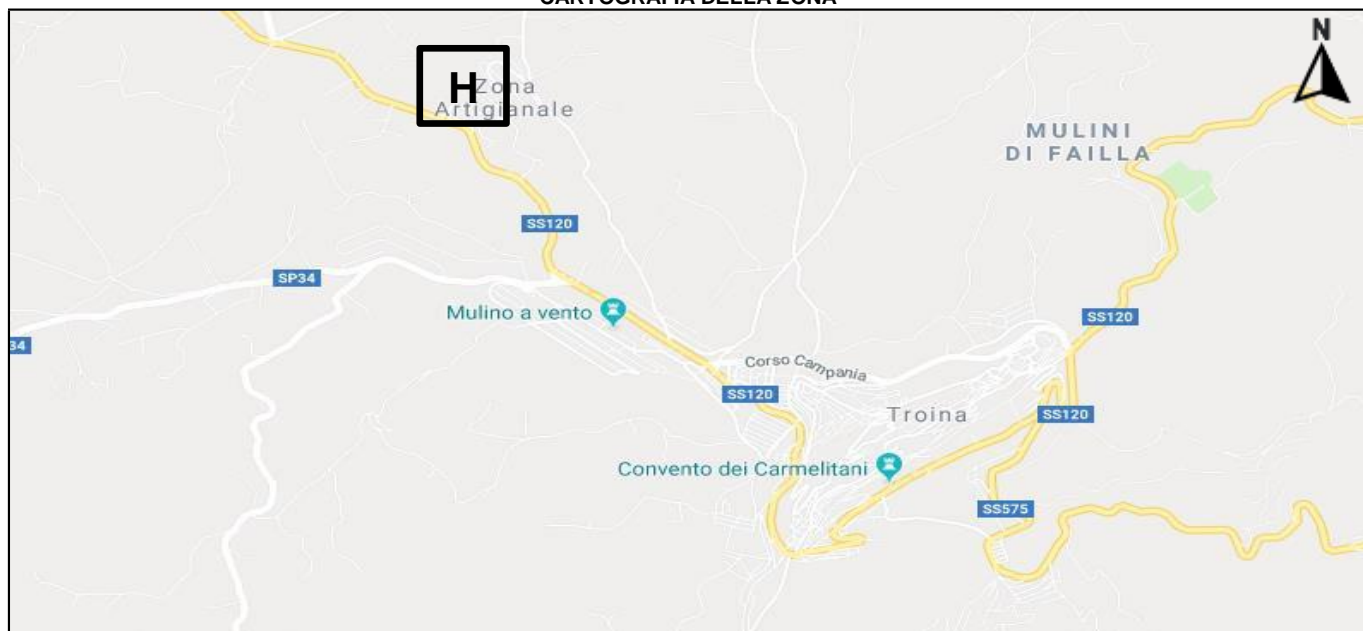 CARTOGRAFIA DELLA ZONA
N
H
Zona
Artigianale
MULINI
DI FAILLA
SS120
SP34
Mulino a vento
SS120
34
Corso Campania
SS120
Troina
SS120
Convento dei Carmelitani
SS575